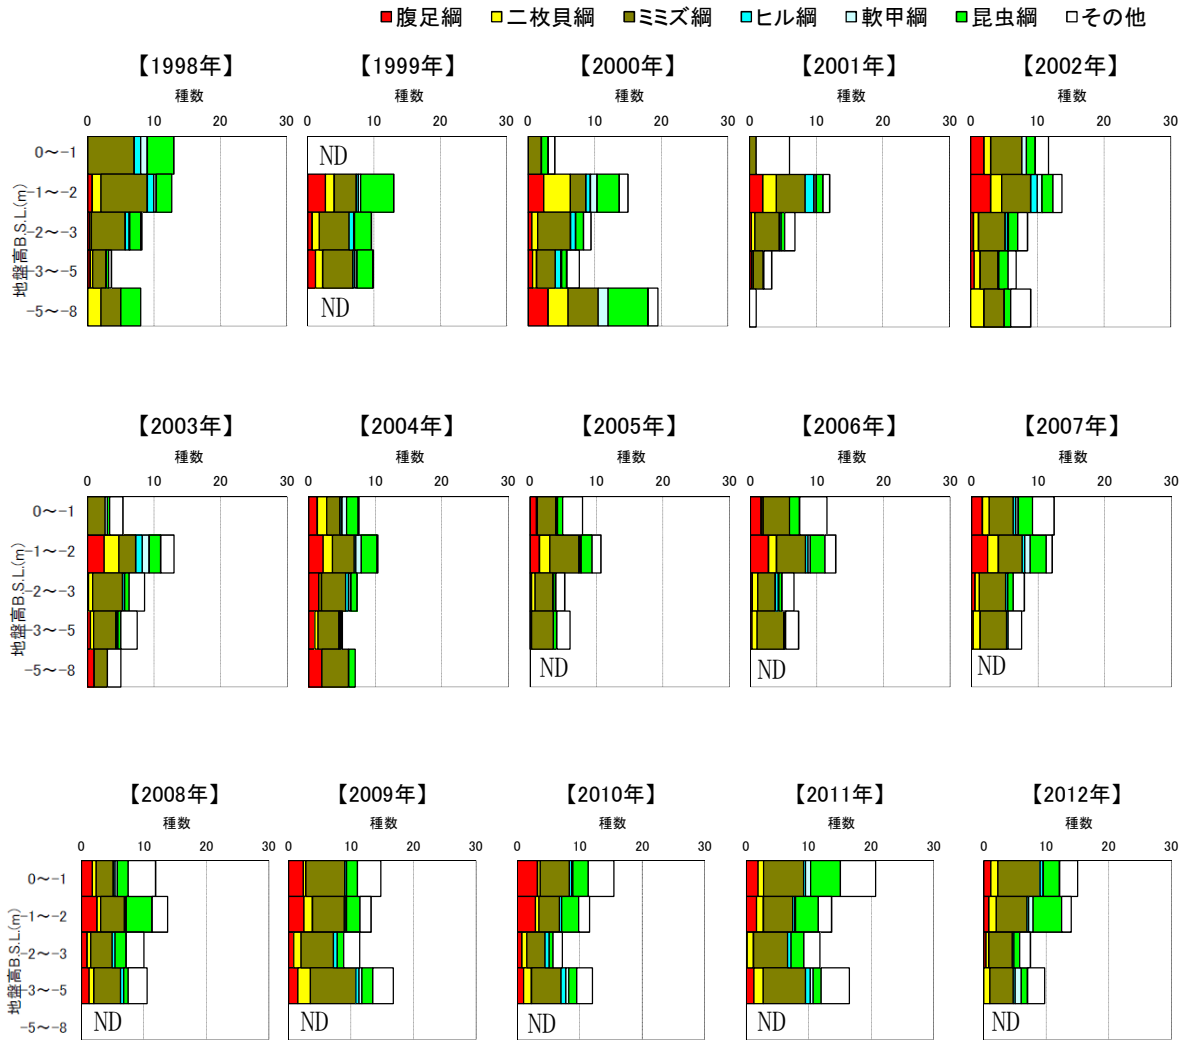 腹足綱 二枚貝綱 ミミズ綱 ヒル綱 軟甲綱 昆虫綱 その他
【1998年】 【1999年】 【2000年】 【2001年】 【2002年】
種数 種数 種数 種数 種数
0 10 20 30 0 10 20 30 0 10 20 30 0 10 20 30 0 10 20 30
地盤高B.S.L.(m)
0～-1 ND
-1～-2
-2～-3
-3～-5
-5～-8 ND
【2003年】 【2004年】 【2005年】 【2006年】 【2007年】
種数 種数 種数 種数 種数
0 10 20 30 0 10 20 30 0 10 20 30 0 10 20 30 0 10 20 30
地盤高B.S.L.(m)
0～-1
-1～-2
-2～-3
-3～-5
-5～-8 ND ND ND
【2008年】 【2009年】 【2010年】 【2011年】 【2012年】
種数 種数 種数 種数 種数
0 10 20 30 0 10 20 30 0 10 20 30 0 10 20 30 0 10 20 30
地盤高B.S.L.(m)
0～-1
-1～-2
-2～-3
-3～-5
-5～-8 ND ND ND ND ND